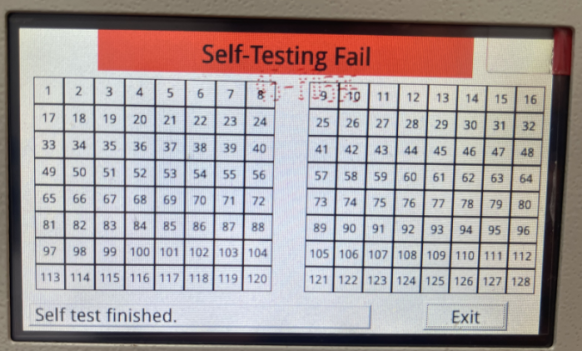 Self-Testing Fail
1 2 3 4 5 6 7 8 9 10 11 12 13 14 15 16
17 18 19 20 21 22 23 24 25 26 27 28 29 30 31 32
33 34 35 36 37 38 39 40 41 42 43 44 45 46 47 48
49 50 51 52 53 54 55 56 57 58 59 60 61 62 63 64
65 66 67 68 69 70 71 72 73 74 75 76 77 78 79 80
81 82 83 84 85 86 87 88 89 90 91 92 93 94 95 96
97 98 99 100 101 102 103 104 105 106 107 108 109 110 111 112
113 114 115 116 117 118 119 120 121 122 123 124 125 126 127 128
Self test finished.
Exit